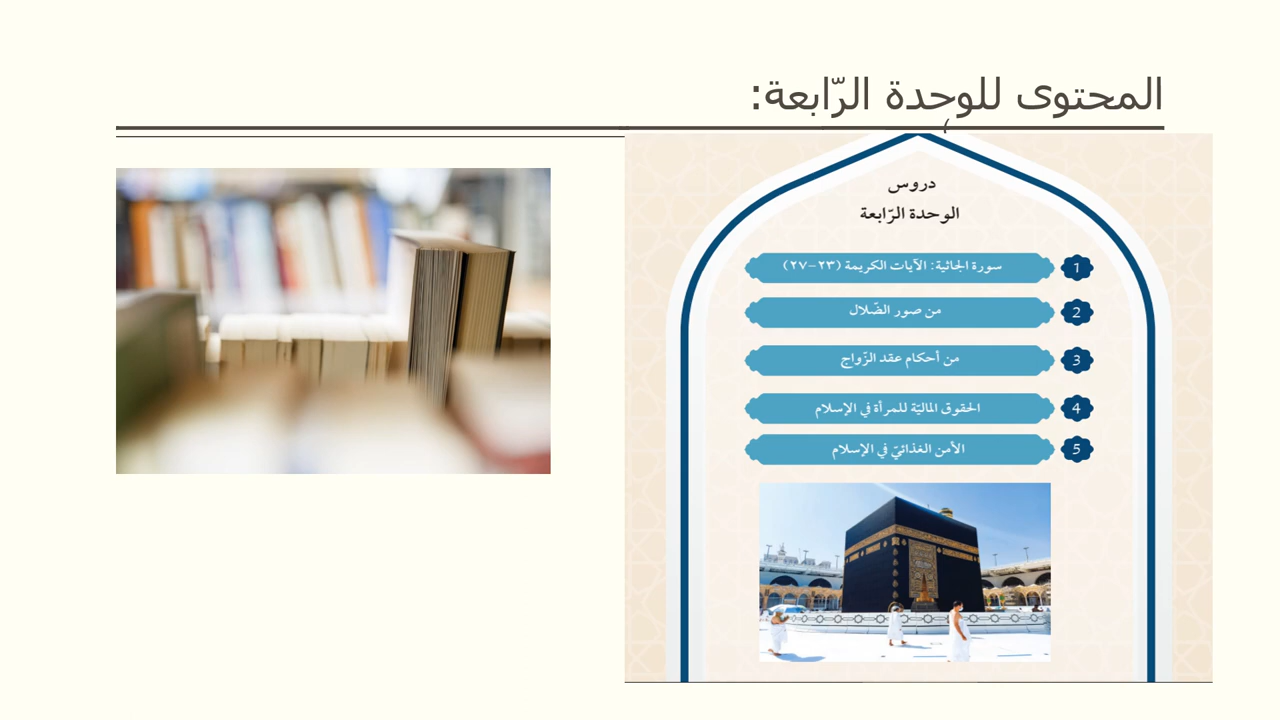 المحتوى للوحدة الرّابعة:
دروس
الوحدة الرّابعة
1 سورة الجاثية: الآيات الكريمة (٢٣-٢٧)
2 من صور الضّلال
3 من أحكام عقد الزّواج
4 الحقوق الماليّة للمرأة في الإسلام
5 الأمن الغذائيّ في الإسلام